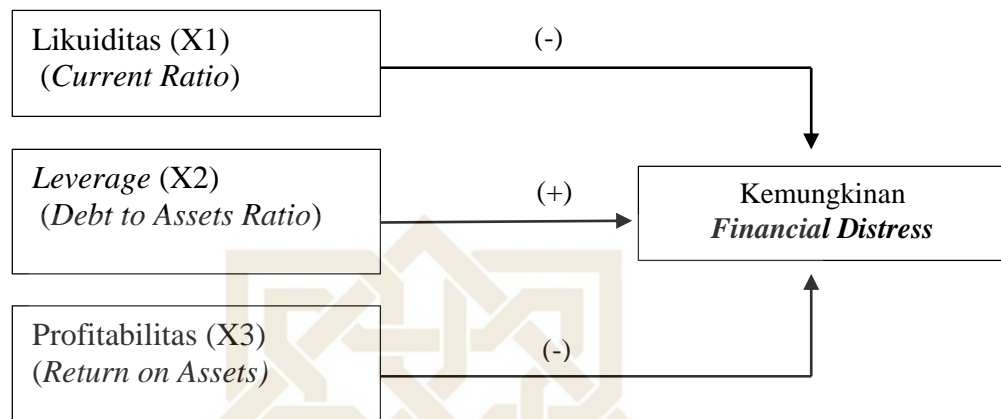 Likuiditas (X1)
(Current Ratio)
(-)
Leverage (X2)
(Debt to Assets Ratio)
(+)
Kemungkinan
Financial Distress
Profitabilitas (X3)
(Return on Assets)
(-)